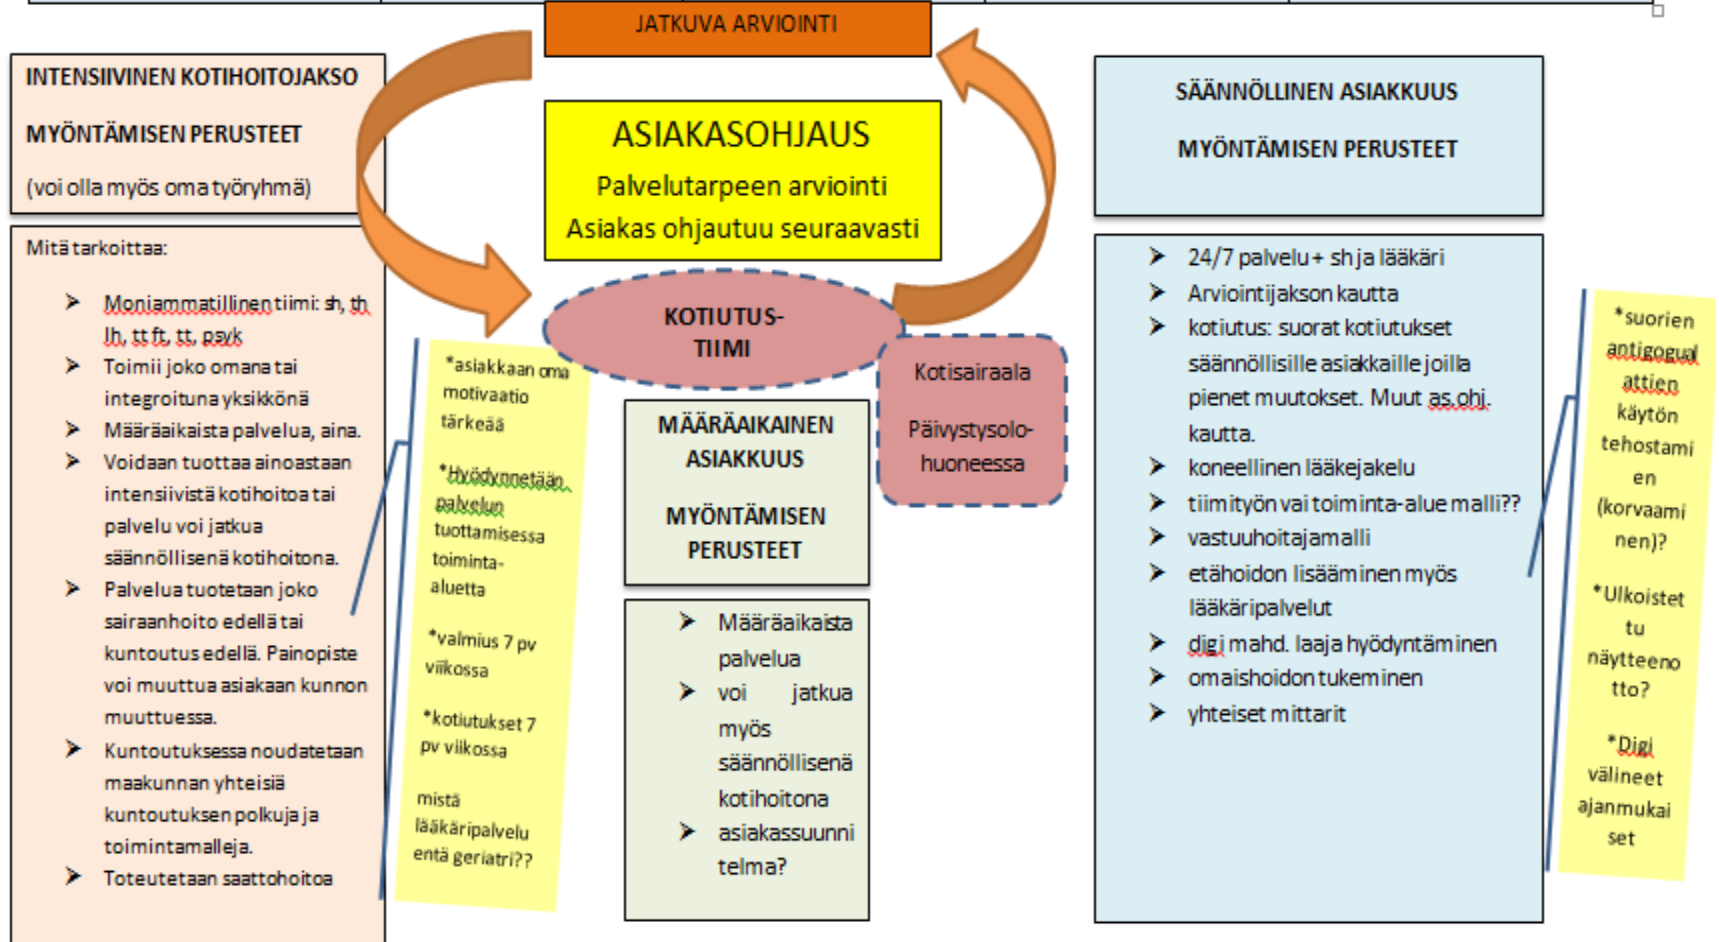 JATKUVA ARVIOINTI
INTENSIIVINEN KOTIHOITOJAKSO
MYÖNTÄMISEN PERUSTEET
(voi olla myös oma työryhmä)
Mitä tarkoittaa:
➤ Moniammatillinen tiimi: sh, th
lh, tt ft, tt, psyk
➤ Toimii joko omana tai
integroituna yksikkönä
➤ Määräaikaista palvelua, aina.
➤ Voidaan tuottaa ainoastaan
intensiivistä kotihoitoa tai
palvelu voi jatkua
säännöllisenä kotihoitona.
➤ Palvelua tuotetaan joko
sairaanhoito edellä tai
kuntoutus edellä. Painopiste
voi muuttua asiakaan kunnon
muuttuessa.
➤ Kuntoutuksessa noudatetaan
maakunnan yhteisiä
kuntoutuksen polkuja ja
toimintamalleja.
➤ Toteutetaan saattohoitoa
*asiakkaan oma
motivaatio
tärkeää
*Hyödynnetään
palvelun
tuottamisessa
toiminta-
aluetta
*valmius 7 pv
viikossa
*kotiutukset 7
pv viikossa
mistä
lääkäripalvelu
entä geriatri??
ASIAKASOHJAUS
Palvelutarpeen arviointi
Asiakas ohjautuu seuraavasti
KOTIUTUS-
TIIMI
Kotisairaala
Päivystysolo-
huoneessa
MÄÄRÄAIKAINEN
ASIAKKUUS
MYÖNTÄMISEN
PERUSTEET
➤ Määräaikaista
palvelua
➤ voi jatkua
myös
säännöllisenä
kotihoitona
➤ asiakassuunni
telma?
SÄÄNNÖLLINEN ASIAKKUUS
MYÖNTÄMISEN PERUSTEET
➤ 24/7 palvelu + sh ja lääkäri
➤ Arviointijakson kautta
➤ kotiutus: suorat kotiutukset
säännöllisille asiakkaille joilla
pienet muutokset. Muut as.ohj.
kautta.
➤ koneellinen lääkejakelu
➤ tiimityön vai toiminta-alue malli??
➤ vastuuhoitajamalli
➤ etähoidon lisääminen myös
lääkäripalvelut
➤ digi mahd. laaja hyödyntäminen
➤ omaishoidon tukeminen
➤ yhteiset mittarit
*suorien
antigogual
attien
käytön
tehostami
en
(korvaami
nen)?
*Ulkoistet
tu
näytteeno
tto?
*Digi
välineet
ajanmukai
set